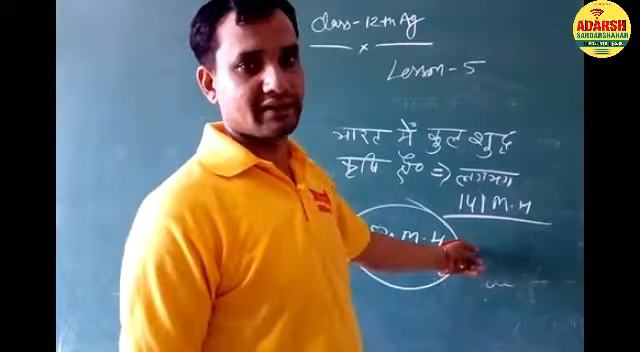 ADARSH
SARDARSHAHAR
Class-12th Ag
x
Lesson-5
भारत में कुल शुद्ध
कृषि क्षे० => लगभग
141 M.H
M.H